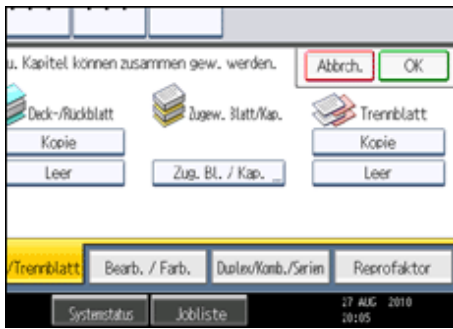 u. Kapitel können zusammen gew. werden.
Abbrch.
OK
Deck-/Rückblatt
Zugew. Blatt/Kap.
Trennblatt
Kopie
Kopie
Leer
Zug. Bl. / Kap. ...
Leer
/Trennblatt
Bearb. / Farb.
Duplex/Komb./Serien
Reprofaktor
Systemstatus
Jobliste
27 AUG 2010
20:05